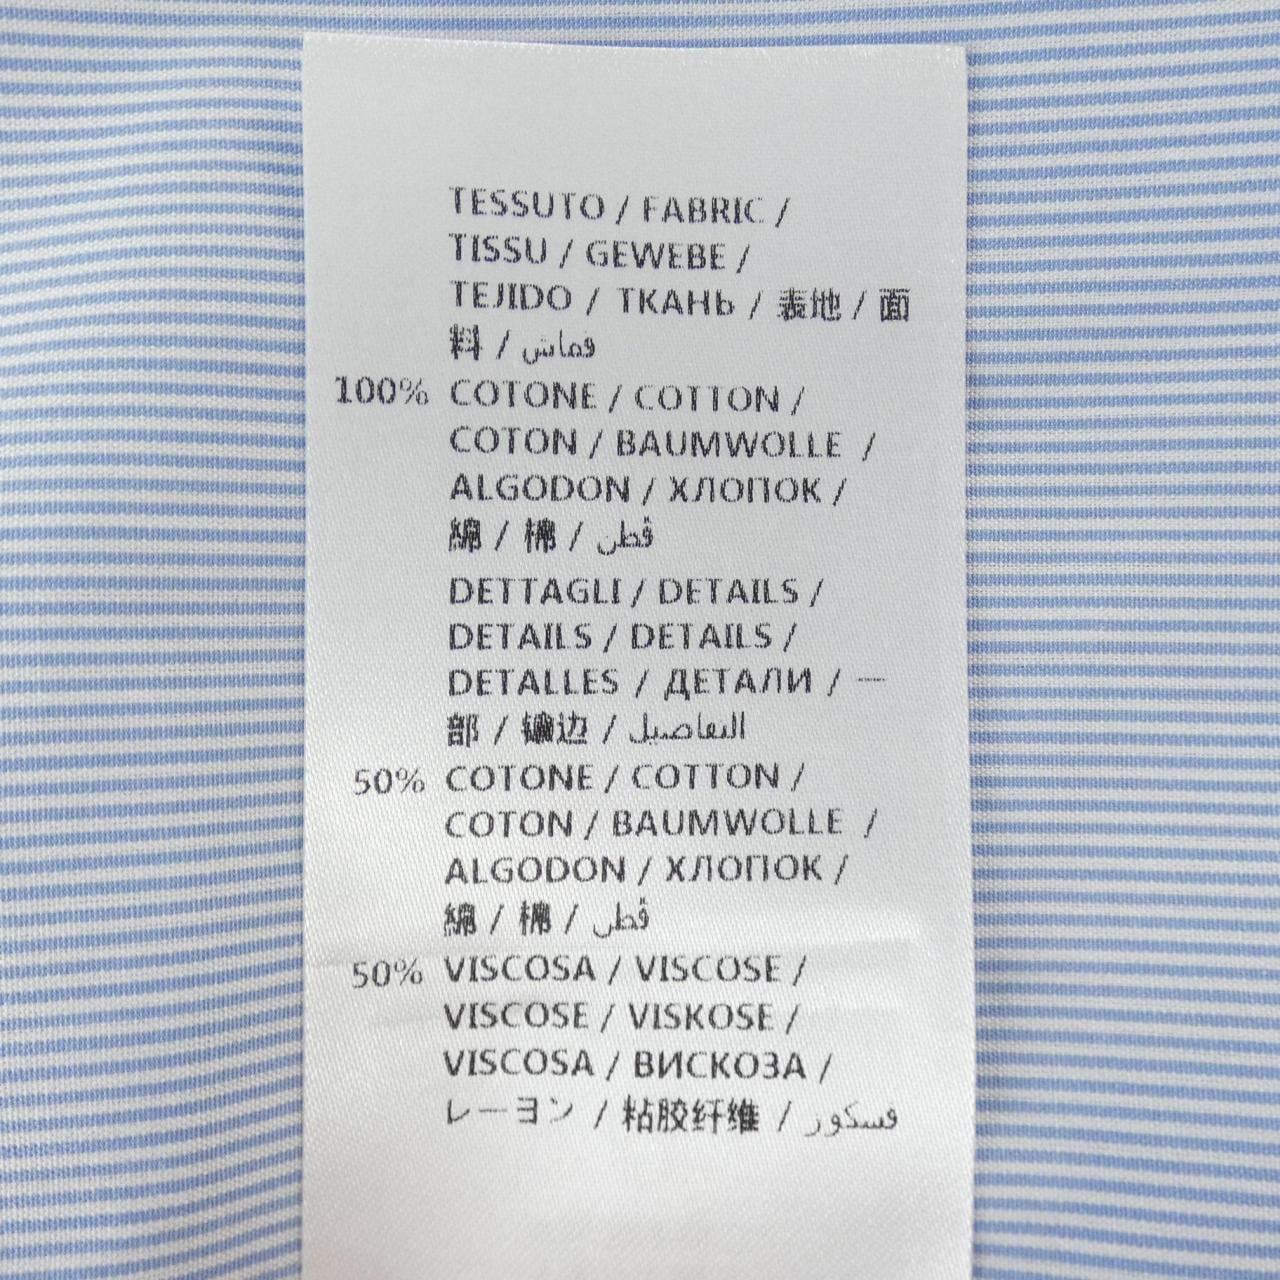 TESSUTO / FABRIC /
TISSU / GEWEBE /
TEJIDO / ТКАНЬ / 表地 / 面
料 / قماش
100% COTONE / COTTON /
COTON / BAUMWOLLE /
ALGODON / ХЛОПОК /
綿 / 棉 / قطن
DETTAGLI / DETAILS /
DETAILS / DETAILS /
DETALLES / ДЕТАЛИ / 一
部 / 镶边 / التفاصيل
50% COTONE / COTTON /
COTON / BAUMWOLLE /
ALGODON / ХЛОПОК /
綿 / 棉 / قطن
50% VISCOSA / VISCOSE /
VISCOSE / VISKOSE /
VISCOSA / ВИСКОЗА /
レーヨン / 粘胶纤维 / فسكوز